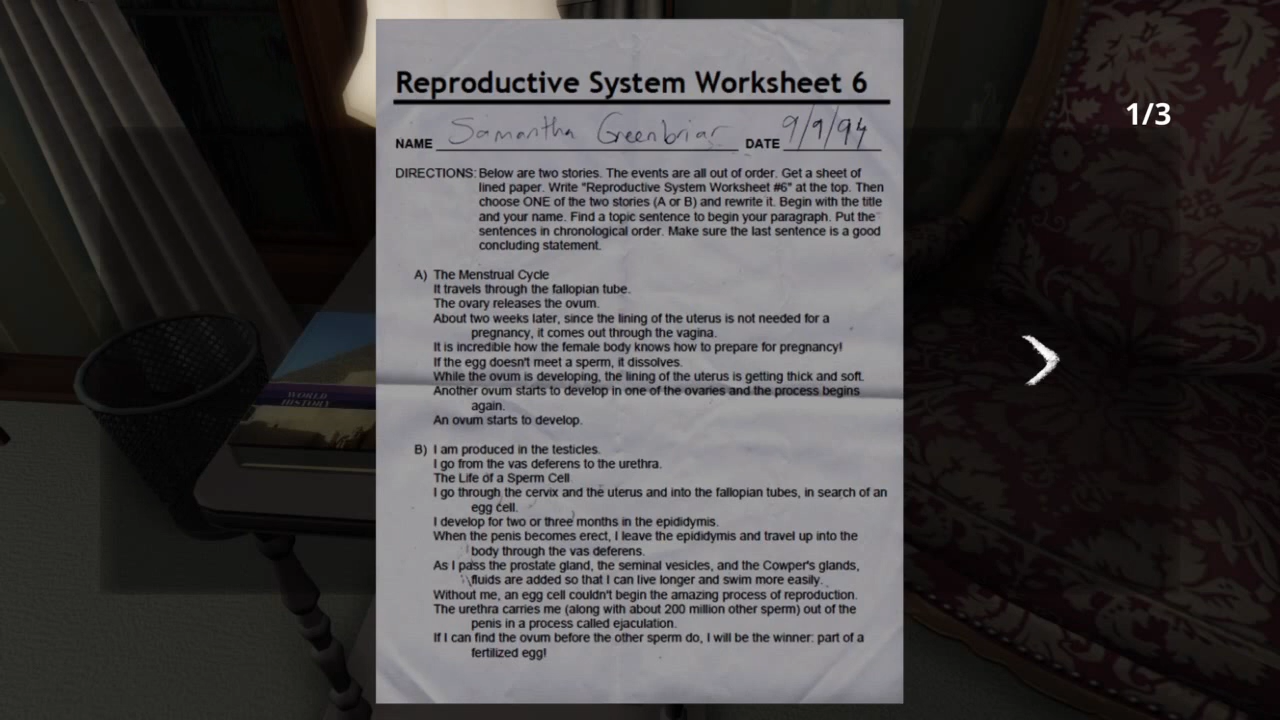 Reproductive System Worksheet 6
1/3
NAME Samantha Greenbriar DATE 9/9/94
DIRECTIONS: Below are two stories. The events are all out of order. Get a sheet of
lined paper. Write "Reproductive System Worksheet #6" at the top. Then
choose ONE of the two stories (A or B) and rewrite it. Begin with the title
and your name. Find a topic sentence to begin your paragraph. Put the
sentences in chronological order. Make sure the last sentence is a good
concluding statement.
A) The Menstrual Cycle
It travels through the fallopian tube.
The ovary releases the ovum.
About two weeks later, since the lining of the uterus is not needed for a
pregnancy, it comes out through the vagina.
It is incredible how the female body knows how to prepare for pregnancy!
If the egg doesn't meet a sperm, it dissolves.
While the ovum is developing, the lining of the uterus is getting thick and soft.
Another ovum starts to develop in one of the ovaries and the process begins
again.
An ovum starts to develop.
B) I am produced in the testicles.
I go from the vas deferens to the urethra.
The Life of a Sperm Cell
I go through the cervix and the uterus and into the fallopian tubes, in search of an
egg cell.
I develop for two or three months in the epididymis.
When the penis becomes erect, I leave the epididymis and travel up into the
body through the vas deferens.
As I pass the prostate gland, the seminal vesicles, and the Cowper's glands,
fluids are added so that I can live longer and swim more easily.
Without me, an egg cell couldn't begin the amazing process of reproduction.
The urethra carries me (along with about 200 million other sperm) out of the
penis in a process called ejaculation.
If I can find the ovum before the other sperm do, I will be the winner: part of a
fertilized egg!
WORLD
HISTORY